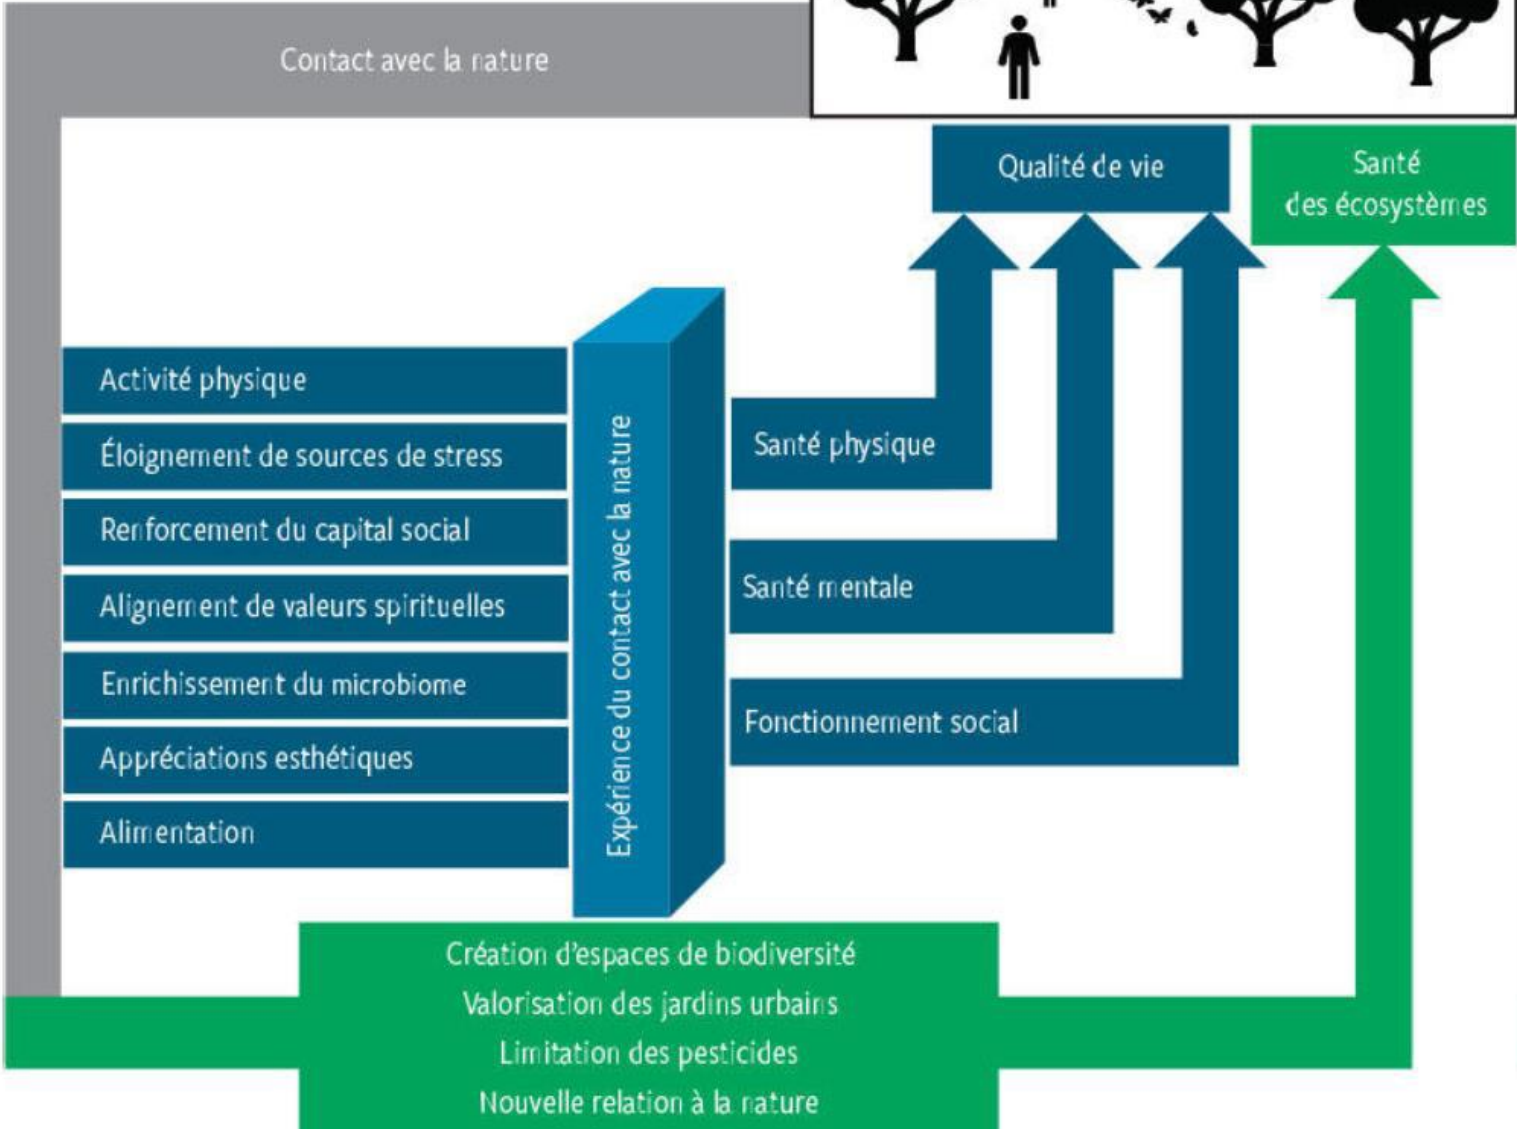 Contact avec la nature
Qualité de vie
Santé
des écosystèmes
Activité physique
Éloignement de sources de stress
Renforcement du capital social
Alignement de valeurs spirituelles
Enrichissement du microbiome
Appréciations esthétiques
Alimentation
Expérience du contact avec la nature
Santé physique
Santé mentale
Fonctionnement social
Création d'espaces de biodiversité
Valorisation des jardins urbains
Limitation des pesticides
Nouvelle relation à la nature